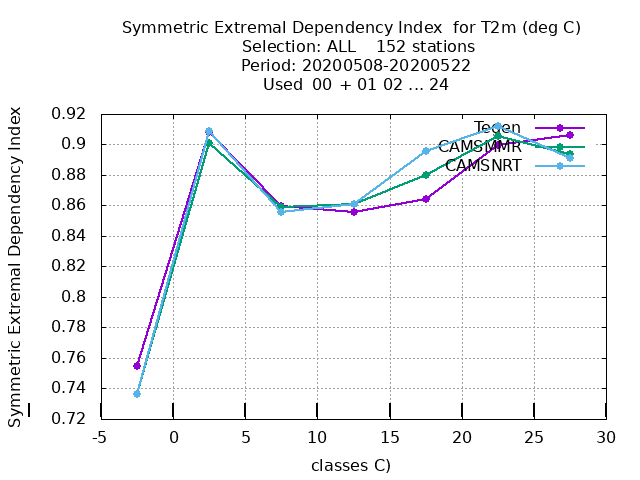 Symmetric Extremal Dependency Index  for T2m (deg C)
Selection: ALL    152 stations
Period: 20200508-20200522
Used  00 + 01 02 ... 24
Symmetric Extremal Dependency Index
0.92
0.9
0.88
0.86
0.84
0.82
0.8
0.78
0.76
0.74
0.72
Tegen
CAMSMMR
CAMSNRT
-5
0
5
10
15
20
25
30
classes C)